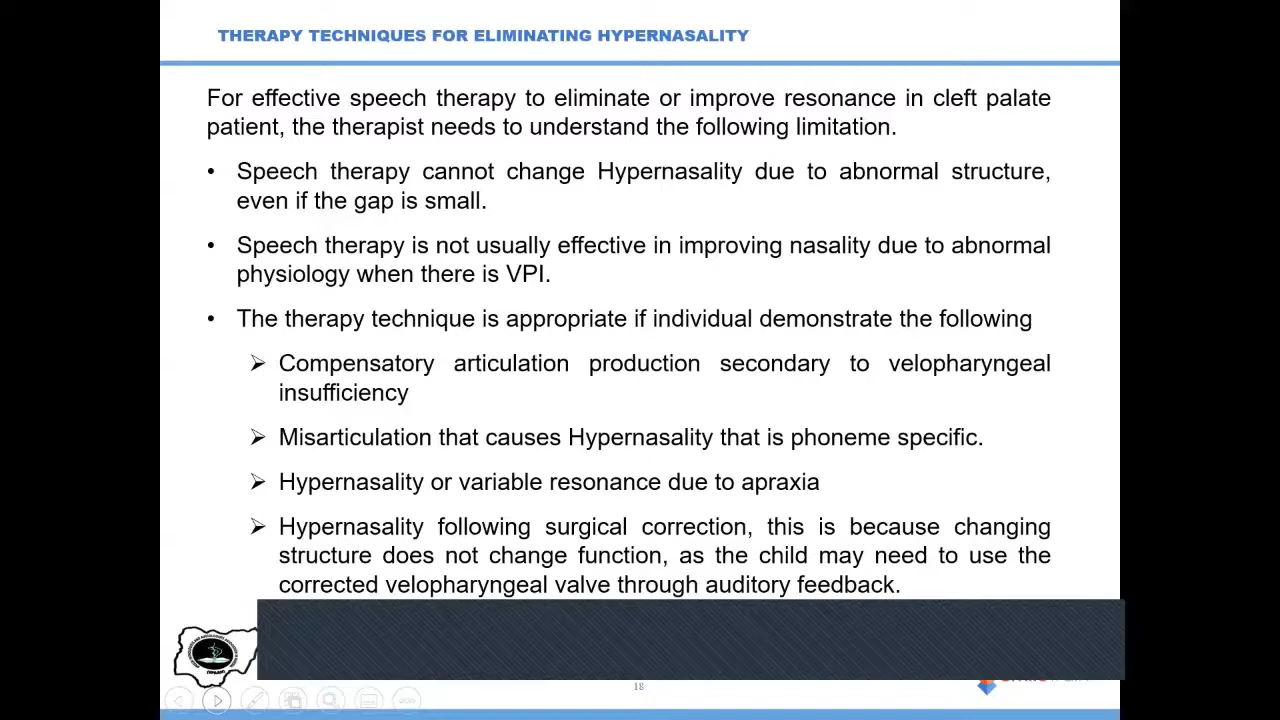 THERAPY TECHNIQUES FOR ELIMINATING HYPERNASALITY
For effective speech therapy to eliminate or improve resonance in cleft palate
patient, the therapist needs to understand the following limitation.
• Speech therapy cannot change Hypernasality due to abnormal structure,
even if the gap is small.
• Speech therapy is not usually effective in improving nasality due to abnormal
physiology when there is VPI.
• The therapy technique is appropriate if individual demonstrate the following
➢ Compensatory articulation production secondary to velopharyngeal
insufficiency
➢ Misarticulation that causes Hypernasality that is phoneme specific.
➢ Hypernasality or variable resonance due to apraxia
➢ Hypernasality following surgical correction, this is because changing
structure does not change function, as the child may need to use the
corrected velopharyngeal valve through auditory feedback.
18